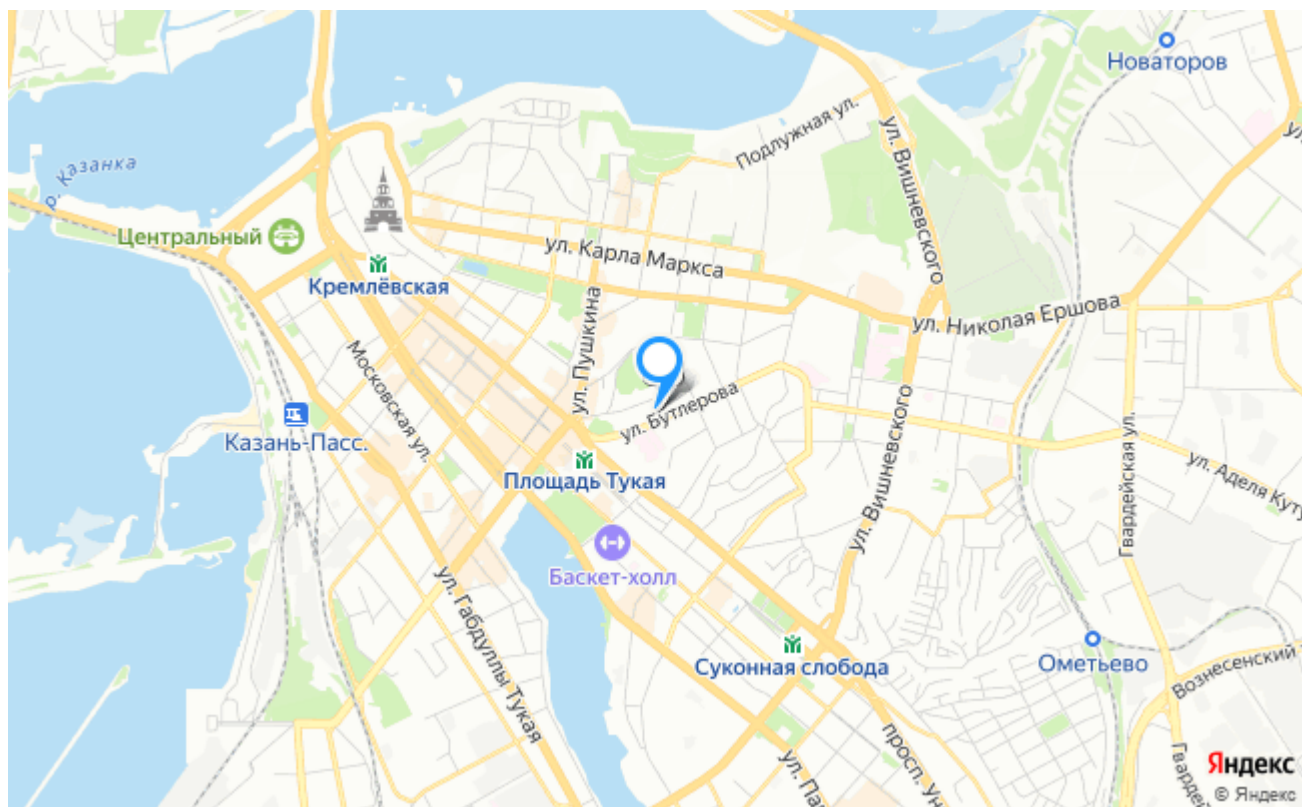 Новаторов
Подлужная ул.
ул. Вишневского
р. Казанка
Центральный
ул. Карла Маркса
Кремлёвская
ул. Николая Ершова
ул. Пушкина
Московская ул.
ул. Бутлерова
Казань-Пасс.
Площадь Тукая
ул. Вишневского
Гвардейская ул.
ул. Аделя Куту
Баскет-холл
ул. Габдуллы Тукая
Суконная слобода
Ометьево
Вознесенский
просп. Ун
ул. Па
Гварде
Яндекс
© Яндекс